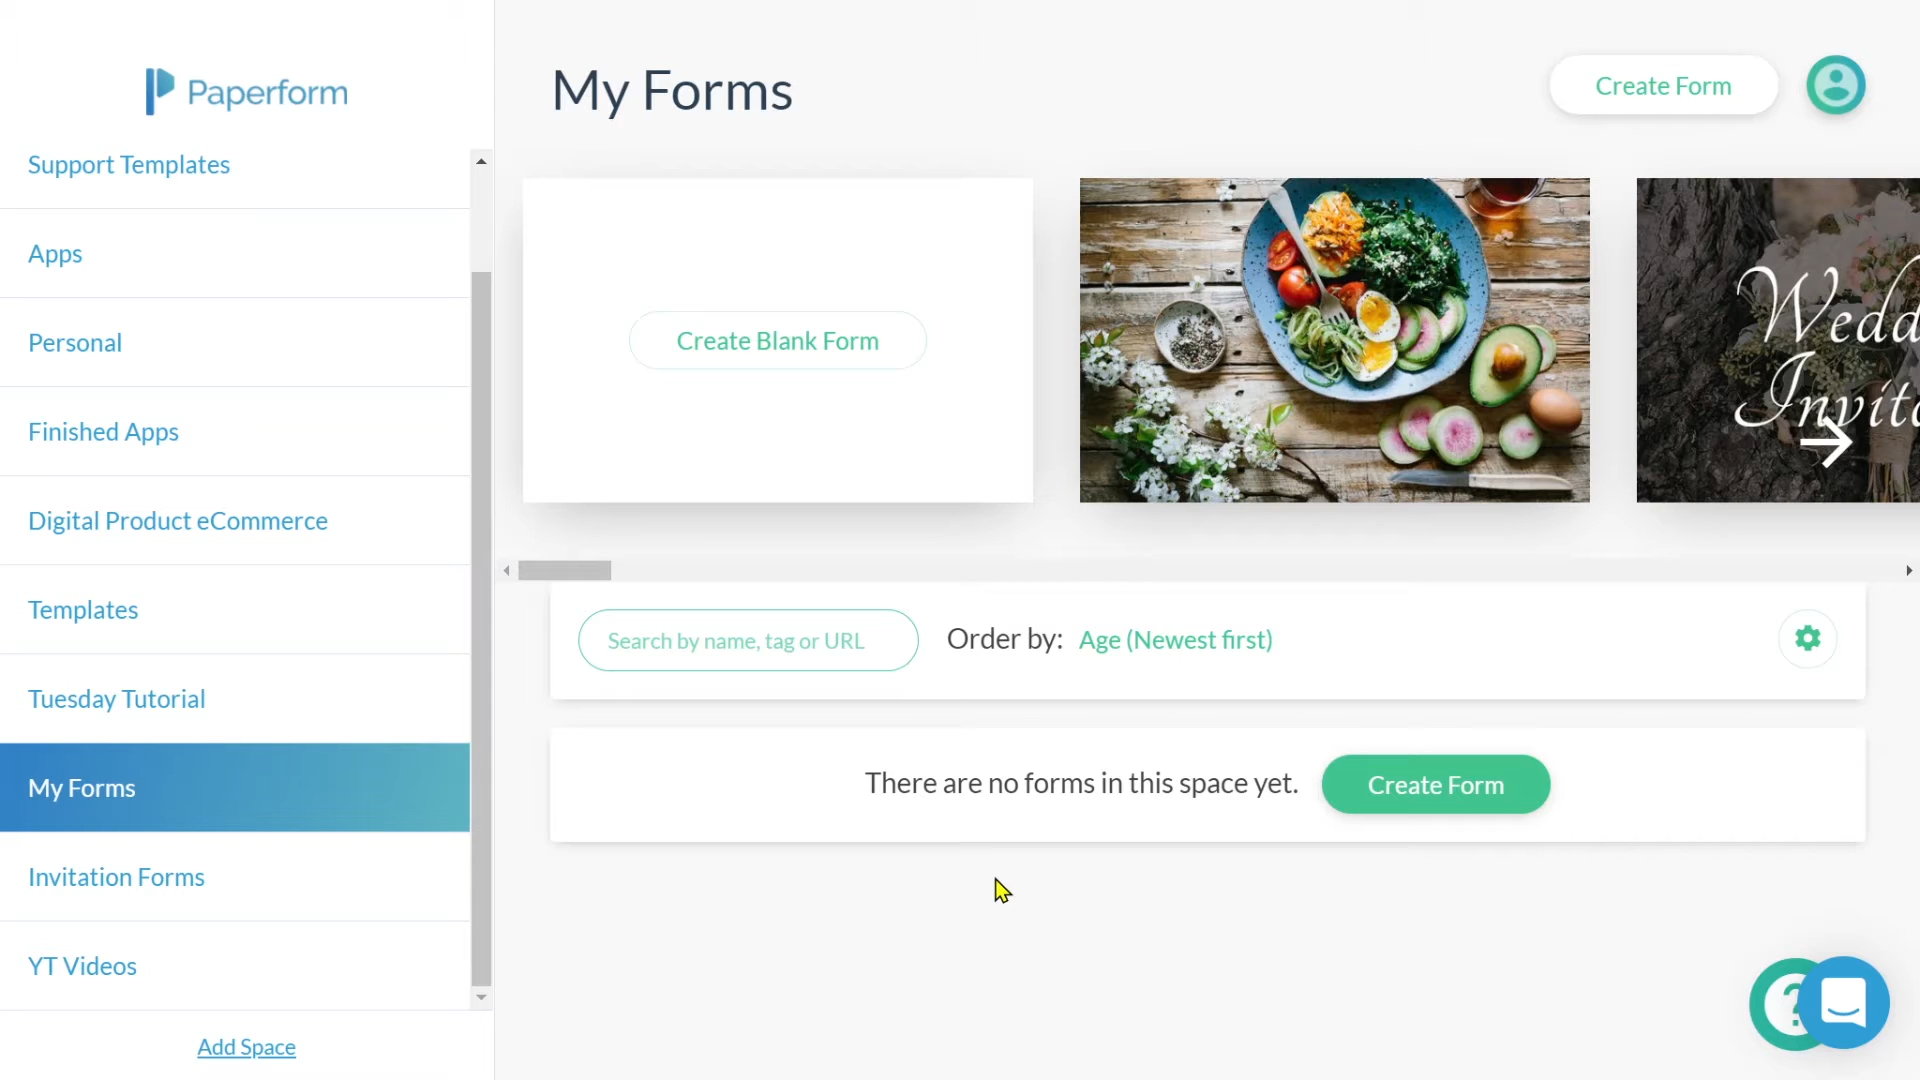 Paperform
Support Templates
Apps
Personal
Finished Apps
Digital Product eCommerce
Templates
Tuesday Tutorial
My Forms
Invitation Forms
YT Videos
Add Space
My Forms
Create Form
Create Blank Form
Search by name, tag or URL
Order by: Age (Newest first)
There are no forms in this space yet.
Create Form
?